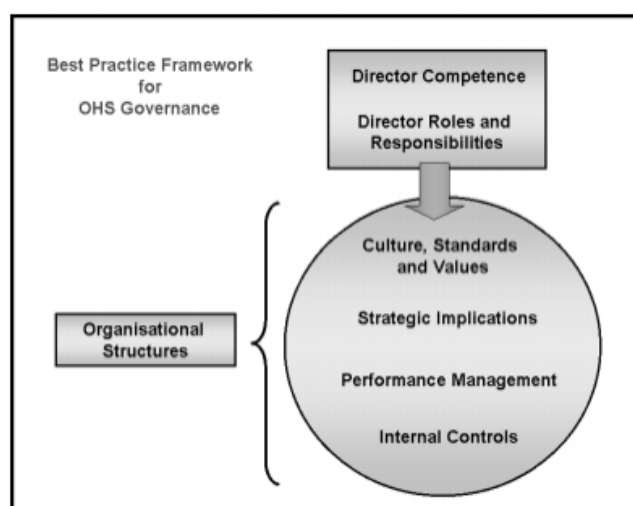 Best Practice Framework
for
OHS Governance
Director Competence
Director Roles and
Responsibilities
Culture, Standards
and Values
Strategic Implications
Organisational
Structures
Performance Management
Internal Controls